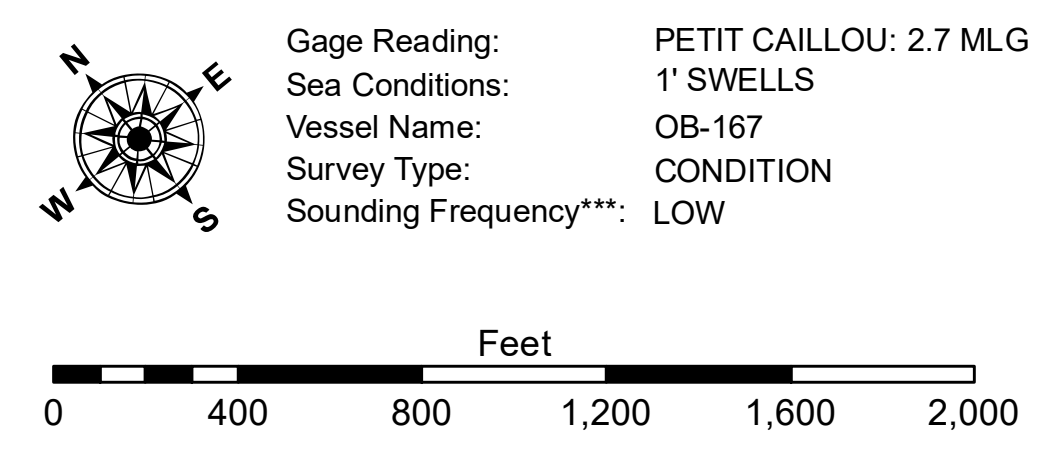 N
E
W
S
Gage Reading: PETIT CAILLOU: 2.7 MLG
Sea Conditions: 1' SWELLS
Vessel Name: OB-167
Survey Type: CONDITION
Sounding Frequency***: LOW
Feet
0 400 800 1,200 1,600 2,000